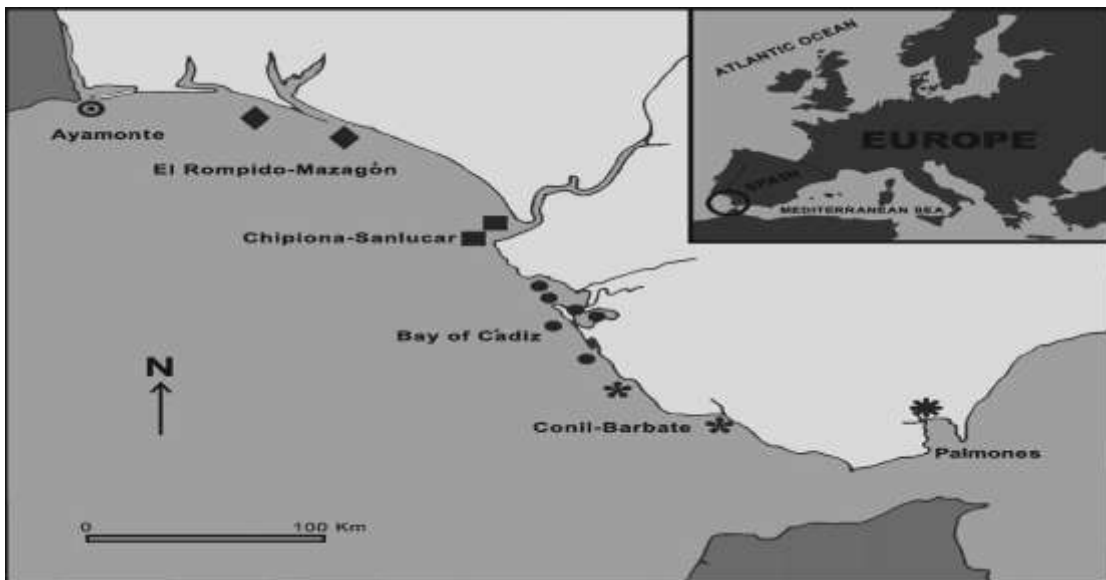 ATLANTIC OCEAN
EUROPE
SPAIN
MEDITERRANEAN SEA
Ayamonte
El Rompido-Mazagón
Chipiona-Sanlucar
Bay of Cadiz
N
Conil-Barbate
Palmones
0 100 Km